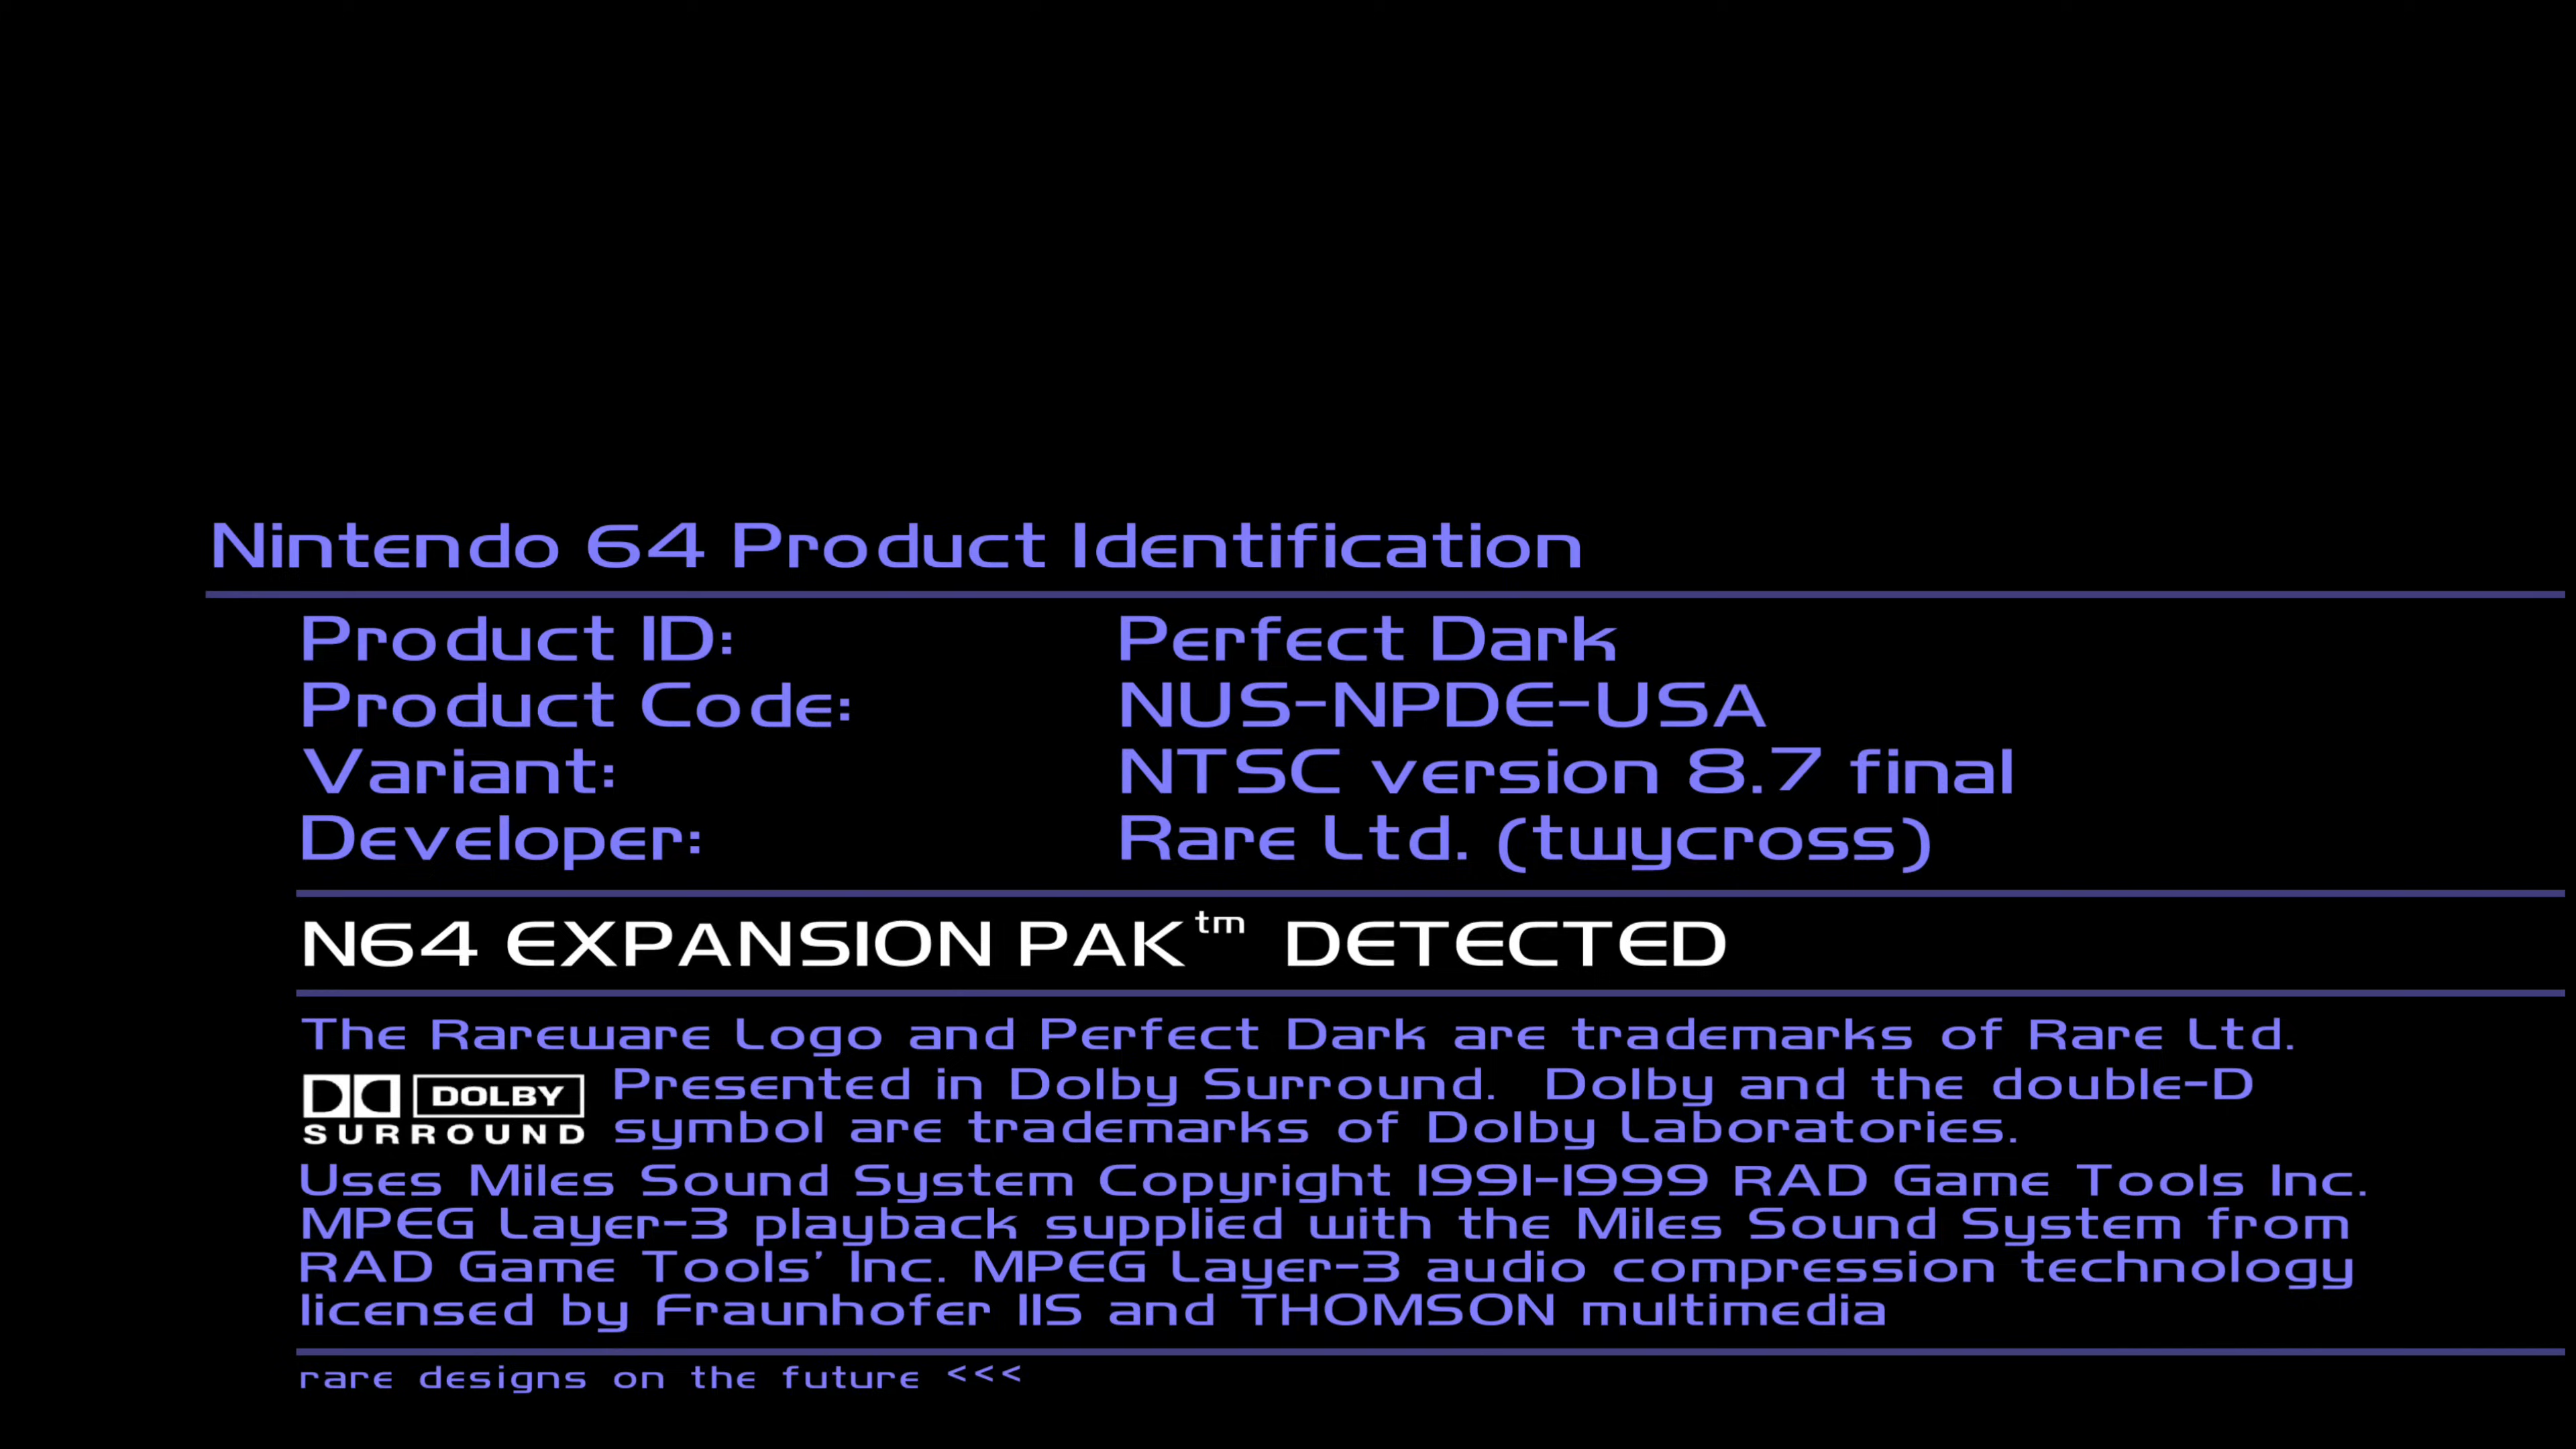 Nintendo 64 Product Identification
Product ID: Perfect Dark
Product Code: NUS-NPDE-USA
Variant: NTSC version 8.7 final
Developer: Rare Ltd. (twycross)
N64 EXPANSION PAK™ DETECTED
The Rareware Logo and Perfect Dark are trademarks of Rare Ltd.
DOLBY
SURROUND
Presented in Dolby Surround. Dolby and the double-D
symbol are trademarks of Dolby Laboratories.
Uses Miles Sound System Copyright 1991-1999 RAD Game Tools Inc.
MPEG Layer-3 playback supplied with the Miles Sound System from
RAD Game Tools' Inc. MPEG Layer-3 audio compression technology
licensed by Fraunhofer IIS and THOMSON multimedia
rare designs on the future <<<